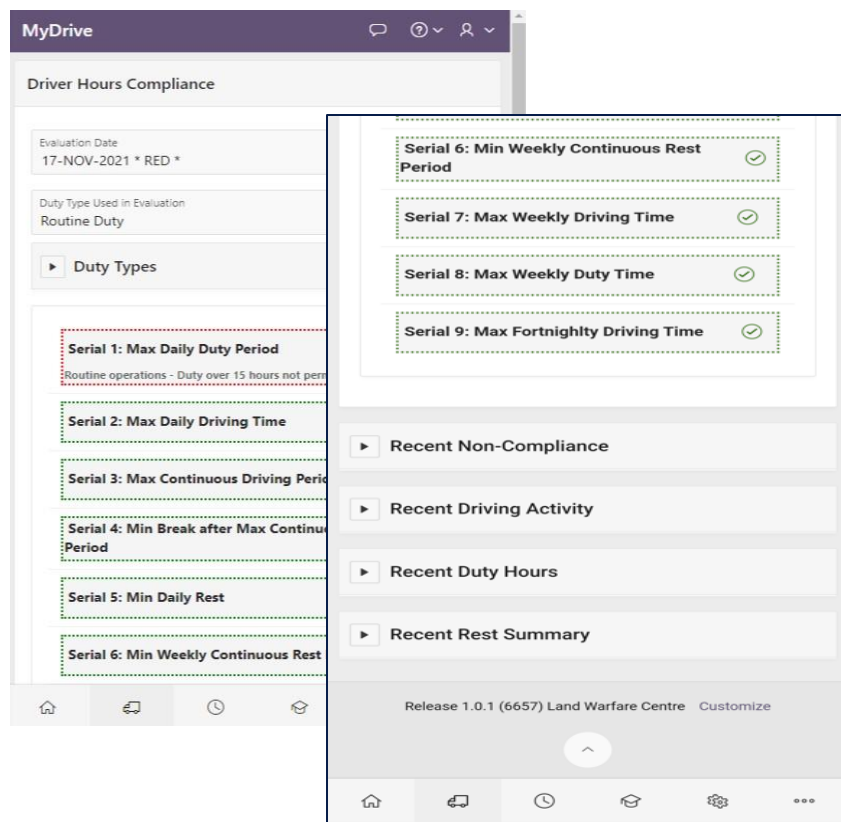 MyDrive
Driver Hours Compliance
Evaluation Date
17-NOV-2021 * RED *
Duty Type Used in Evaluation
Routine Duty
Duty Types
Serial 1: Max Daily Duty Period
Routine operations - Duty over 15 hours not
Serial 2: Max Daily Driving Time
Serial 3: Max Continuous Driving
Serial 4: Min Break after Max
Period
Serial 5: Min Daily Rest
Serial 6: Min Weekly Continuous Rest
Serial 6: Min Weekly Continuous Rest
Period
Serial 7: Max Weekly Driving Time
Serial 8: Max Weekly Duty Time
Serial 9: Max Fortnighlty Driving Time
Recent Non-Compliance
Recent Driving Activity
Recent Duty Hours
Recent Rest Summary
Release 1.0.1 (6657) Land Warfare Centre Customize